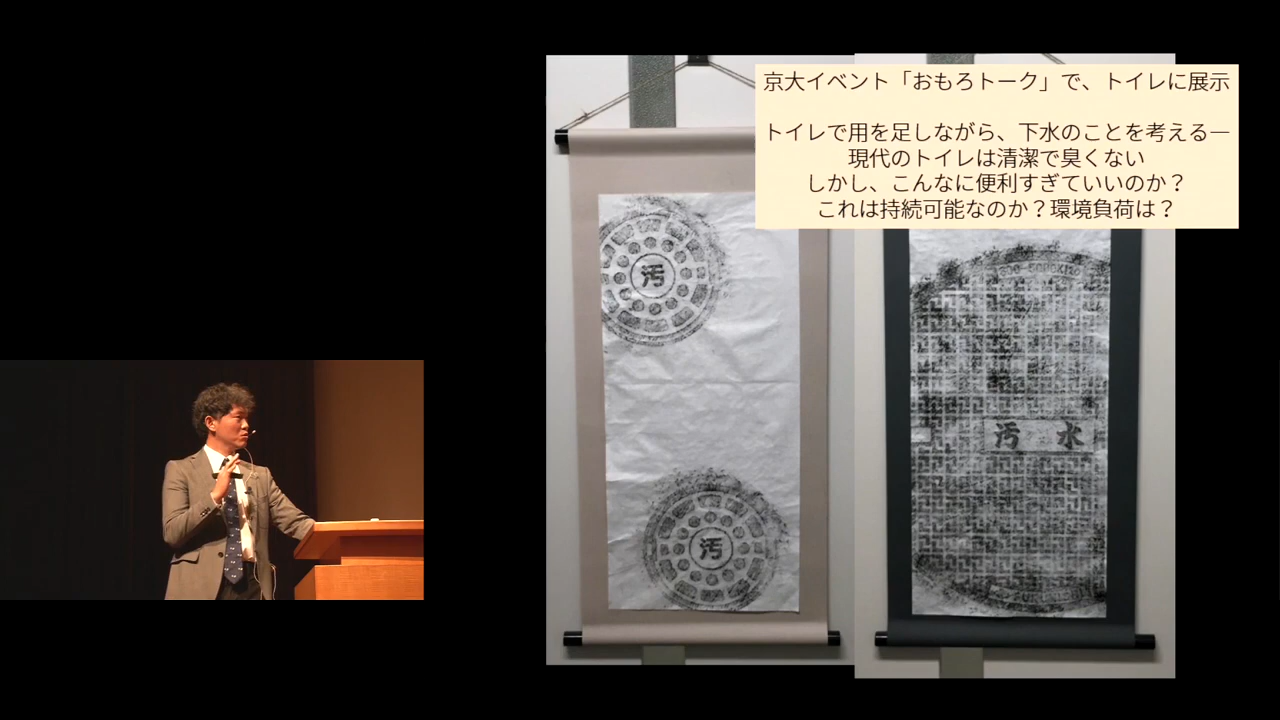 京大イベント「おもろトーク」で、トイレに展示
トイレで用を足しながら、下水のことを考える—
現代のトイレは清潔で臭くない
しかし、こんなに便利すぎていいのか？
これは持続可能なのか？環境負荷は？
汚
汚水
汚